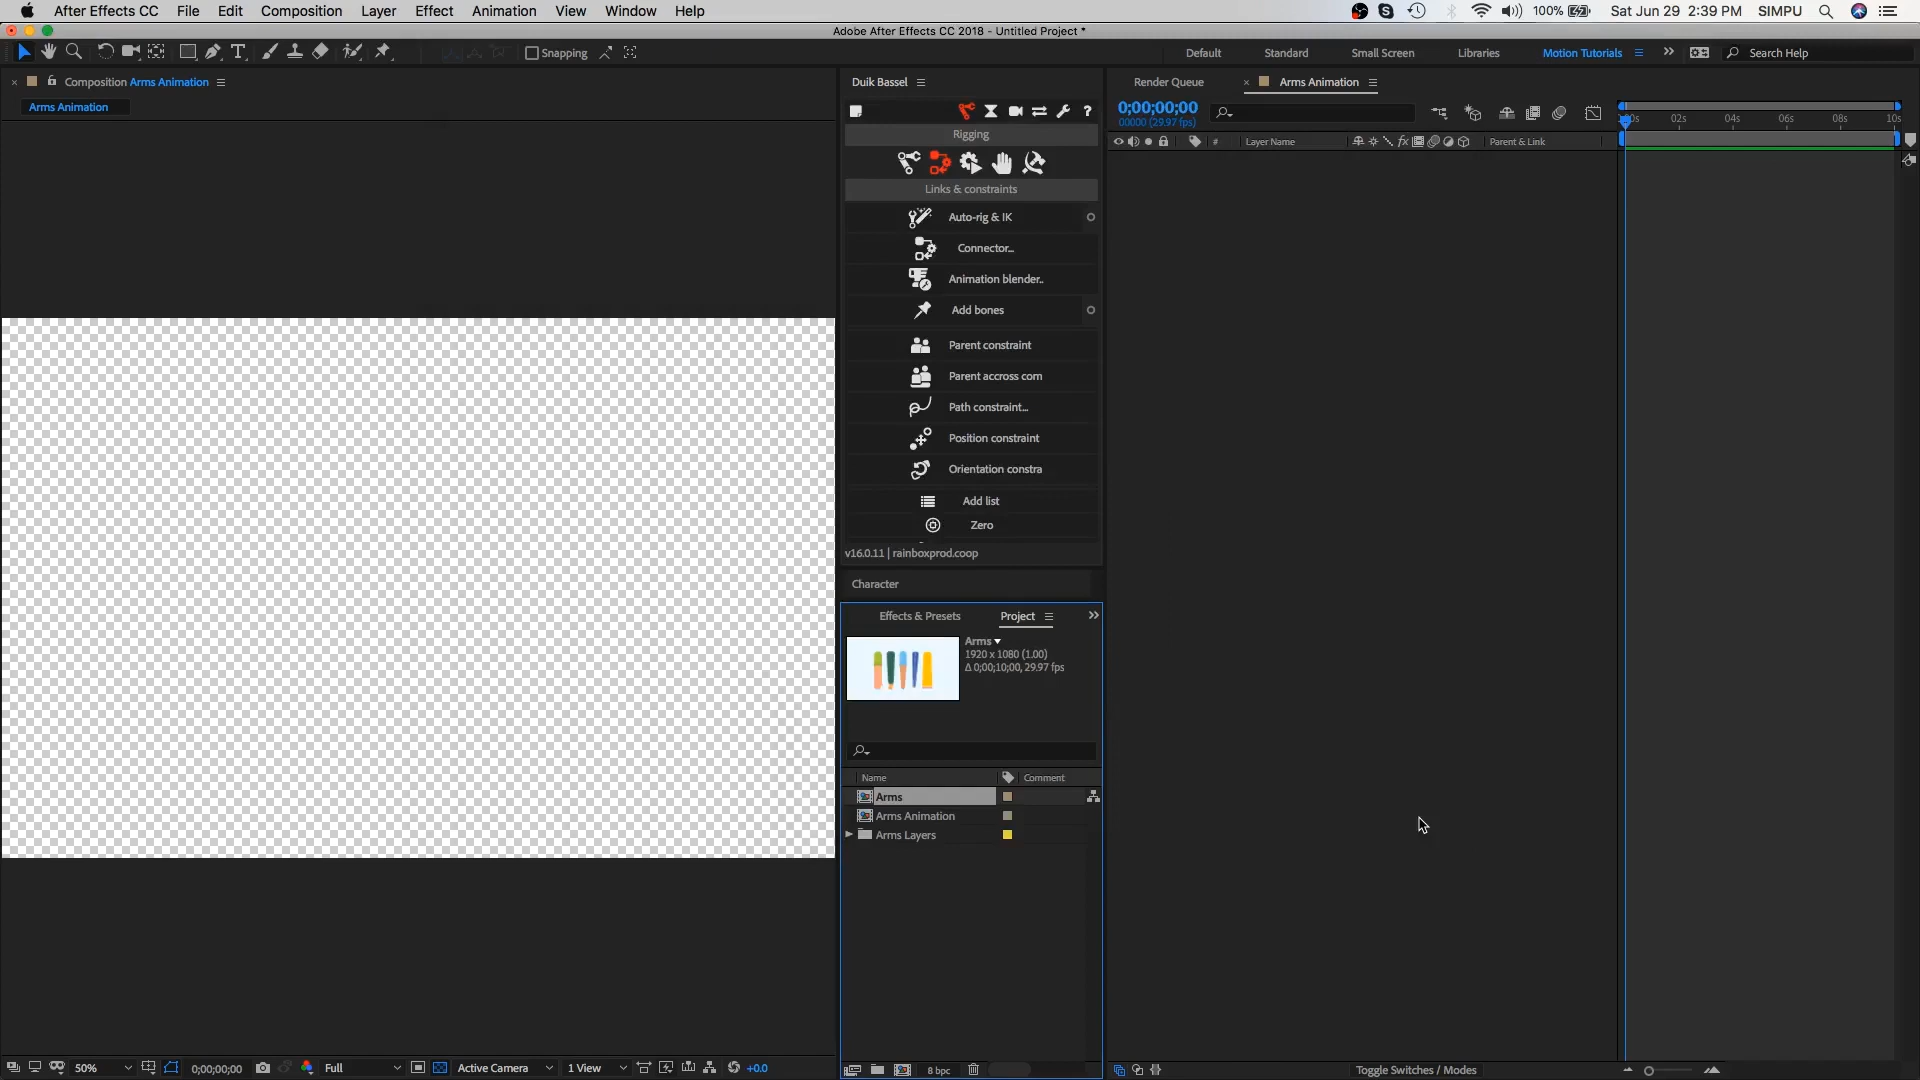 After Effects CC File Edit Composition Layer Effect Animation View Window Help 100% Sat Jun 29 2:39 PM SIMPU
Adobe After Effects CC 2018 - Untitled Project *
Snapping Default Standard Small Screen Libraries Motion Tutorials Search Help
Composition Arms Animation
Arms Animation
Duik Bassel
Rigging
Links & constraints
Auto-rig & IK
Connector...
Animation blender..
Add bones
Parent constraint
Parent accross com
Path constraint...
Position constraint
Orientation constra
Add list
Zero
v16.0.11 | rainboxprod.coop
Character
Effects & Presets Project
Arms
1920 x 1080 (1.00)
Δ 0;00;10;00, 29.97 fps
Name Comment
Arms
Arms Animation
Arms Layers
8 bpc
Render Queue Arms Animation
0;00;00;00
00000 (29.97 fps)
# Layer Name Parent & Link
02s 04s 06s 08s 10s
50% 0;00;00;00 Full Active Camera 1 View +0.0
Toggle Switches / Modes